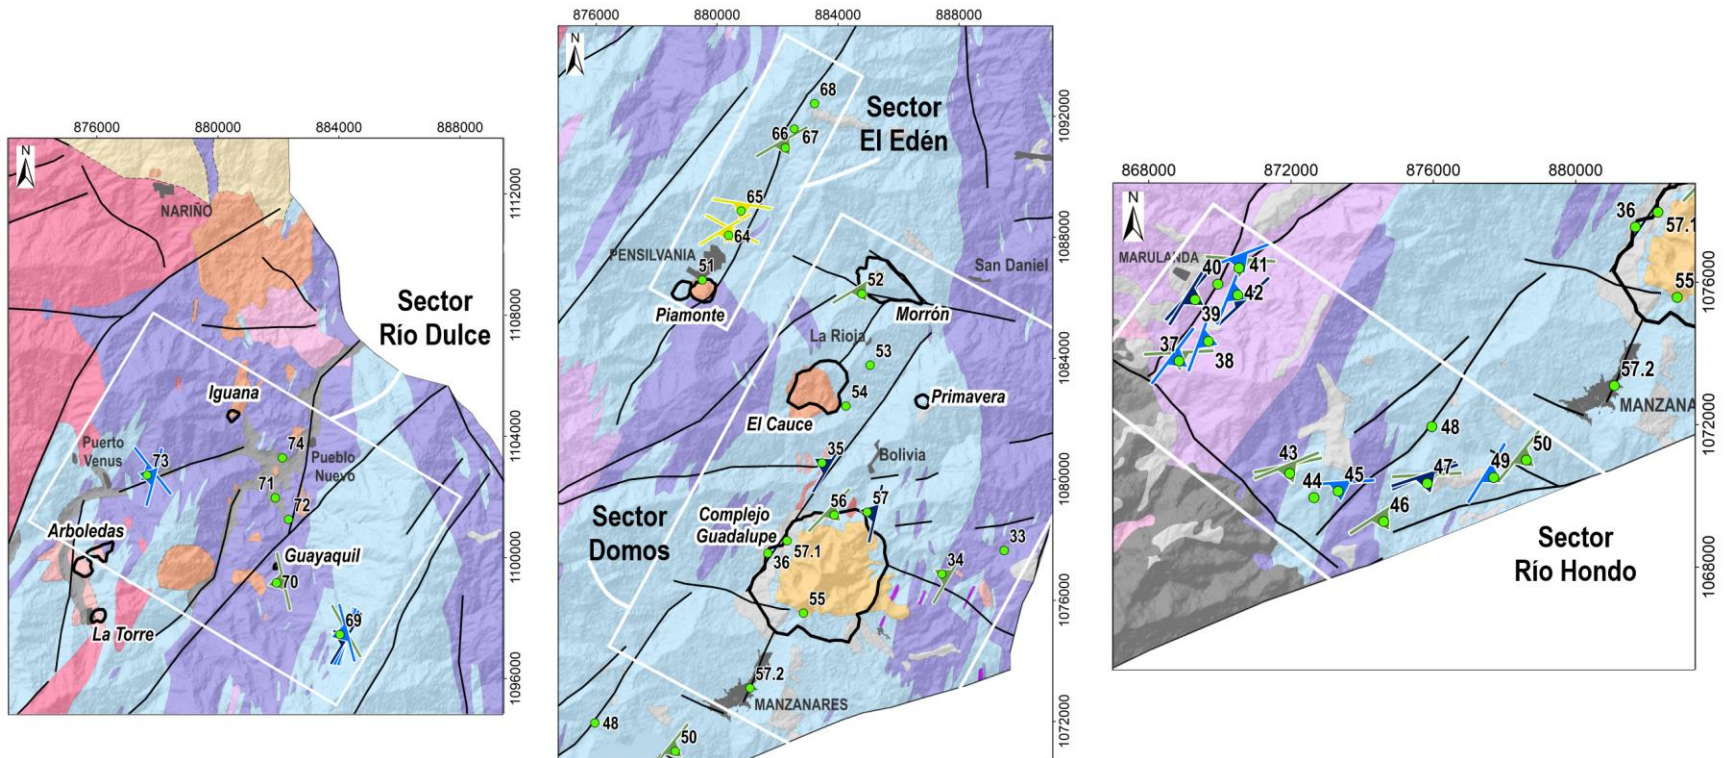 876000 880000 884000 888000
N
NARIÑO
1112000
Sector
Río Dulce
1108000
Iguana
Puerto
Venus
73
74
Pueblo
Nuevo
71
72
1104000
Arboledas
Guayaquil
70
1100000
La Torre
69
1096000
876000 880000 884000 888000
N
68
Sector
El Edén
1092000
66
67
65
64
1088000
PENSILVANIA
51
San Daniel
52
Piamonte
Morrón
La Rioja
53
1084000
54
Primavera
El Cauce
35
Bolivia
1080000
Sector
Domos
Complejo
Guadalupe
56
57
33
57.1
36
34
55
1076000
57.2
MANZANARES
48
50
1072000
868000 872000 876000 880000
N
36
57.1
MARULANDA
40
41
42
55
1076000
39
37
38
57.2
MANZANA
48
1072000
43
50
49
44
45
47
46
Sector
Río Hondo
1068000